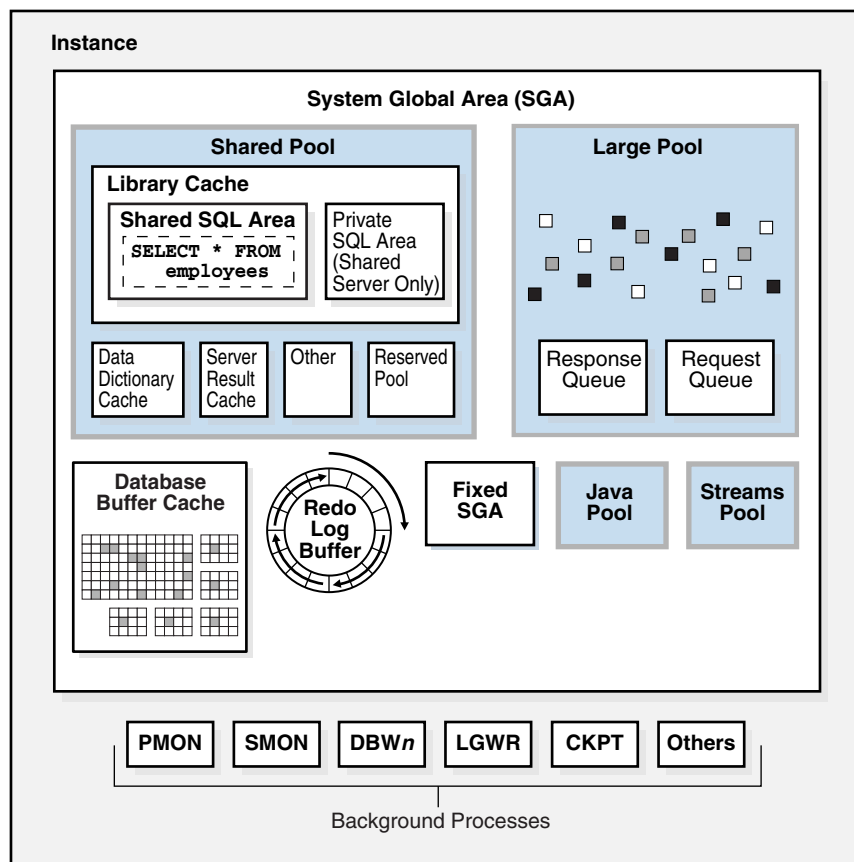 Instance
System Global Area (SGA)
Shared Pool
Library Cache
Shared SQL Area
SELECT * FROM
employees
Private
SQL Area
(Shared
Server Only)
Data
Dictionary
Cache
Server
Result
Cache
Other
Reserved
Pool
Large Pool
Response
Queue
Request
Queue
Database
Buffer Cache
Redo
Log
Buffer
Fixed
SGA
Java
Pool
Streams
Pool
PMON
SMON
DBWn
LGWR
CKPT
Others
Background Processes